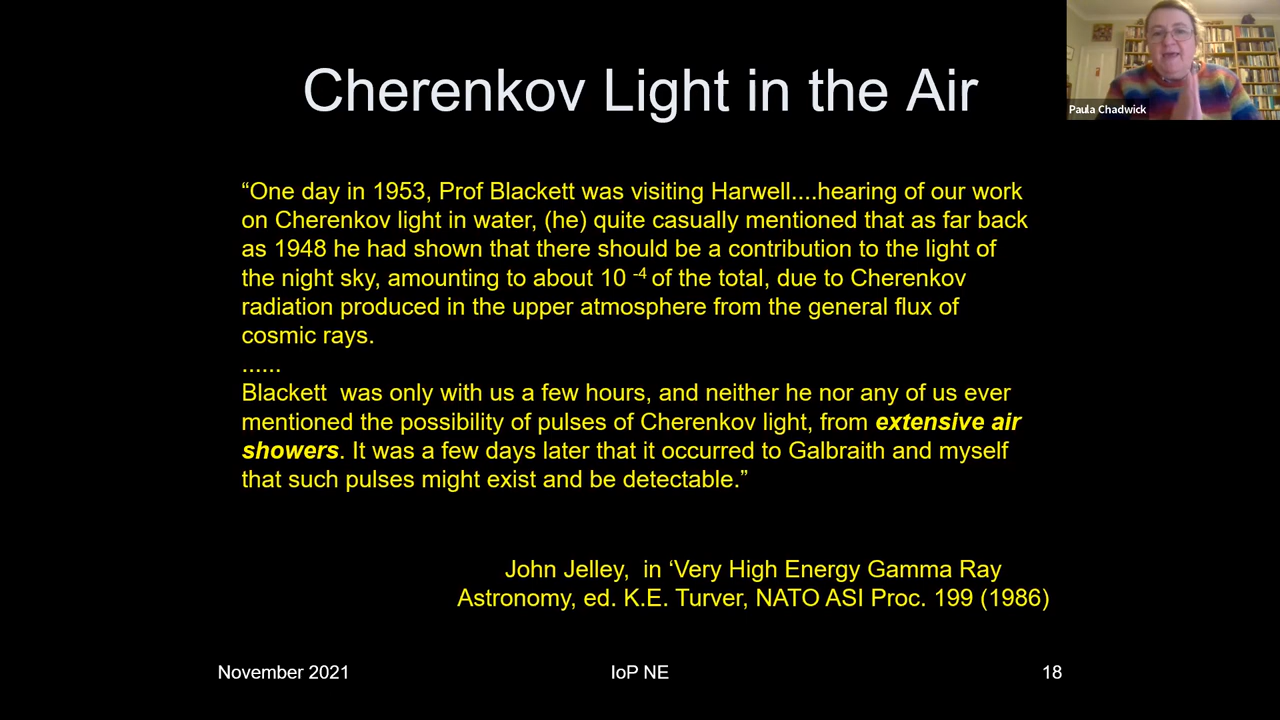 Cherenkov Light in the Air
Paula Chadwick
“One day in 1953, Prof Blackett was visiting Harwell....hearing of our work
on Cherenkov light in water, (he) quite casually mentioned that as far back
as 1948 he had shown that there should be a contribution to the light of
the night sky, amounting to about 10 -4 of the total, due to Cherenkov
radiation produced in the upper atmosphere from the general flux of
cosmic rays.
......
Blackett was only with us a few hours, and neither he nor any of us ever
mentioned the possibility of pulses of Cherenkov light, from extensive air
showers. It was a few days later that it occurred to Galbraith and myself
that such pulses might exist and be detectable.”
John Jelley, in ‘Very High Energy Gamma Ray
Astronomy, ed. K.E. Turver, NATO ASI Proc. 199 (1986)
November 2021
IoP NE
18